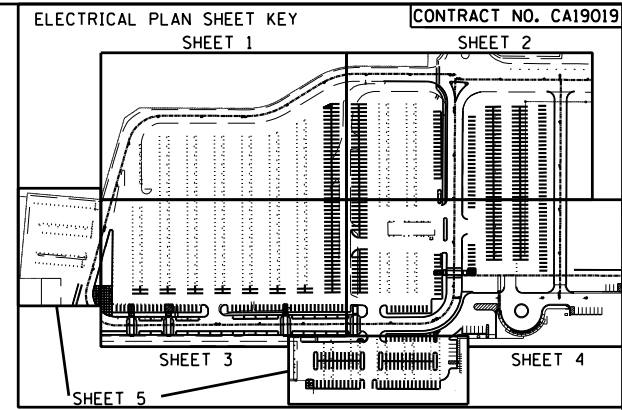 ELECTRICAL PLAN SHEET KEY
CONTRACT NO. CA19019
SHEET 1
SHEET 2
SHEET 3
SHEET 4
SHEET 5